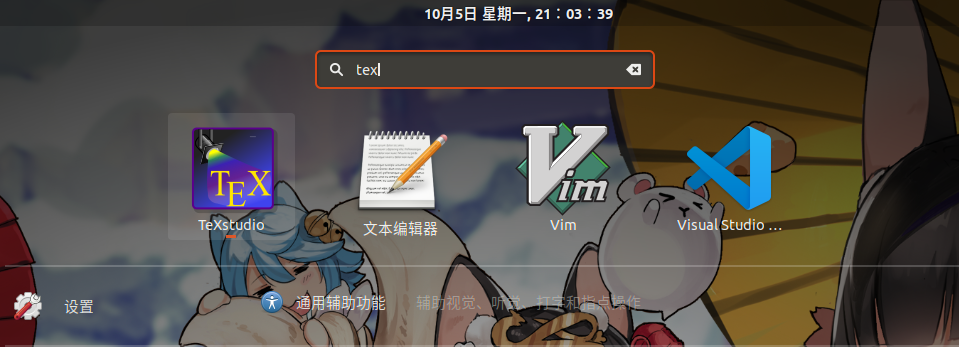 10月5日 星期一, 21：03：39
tex
TEX
Vim
TeXstudio
文本编辑器
Vim
Visual Studio …
设置
通用辅助功能
辅助视觉、听觉、打字和指点操作